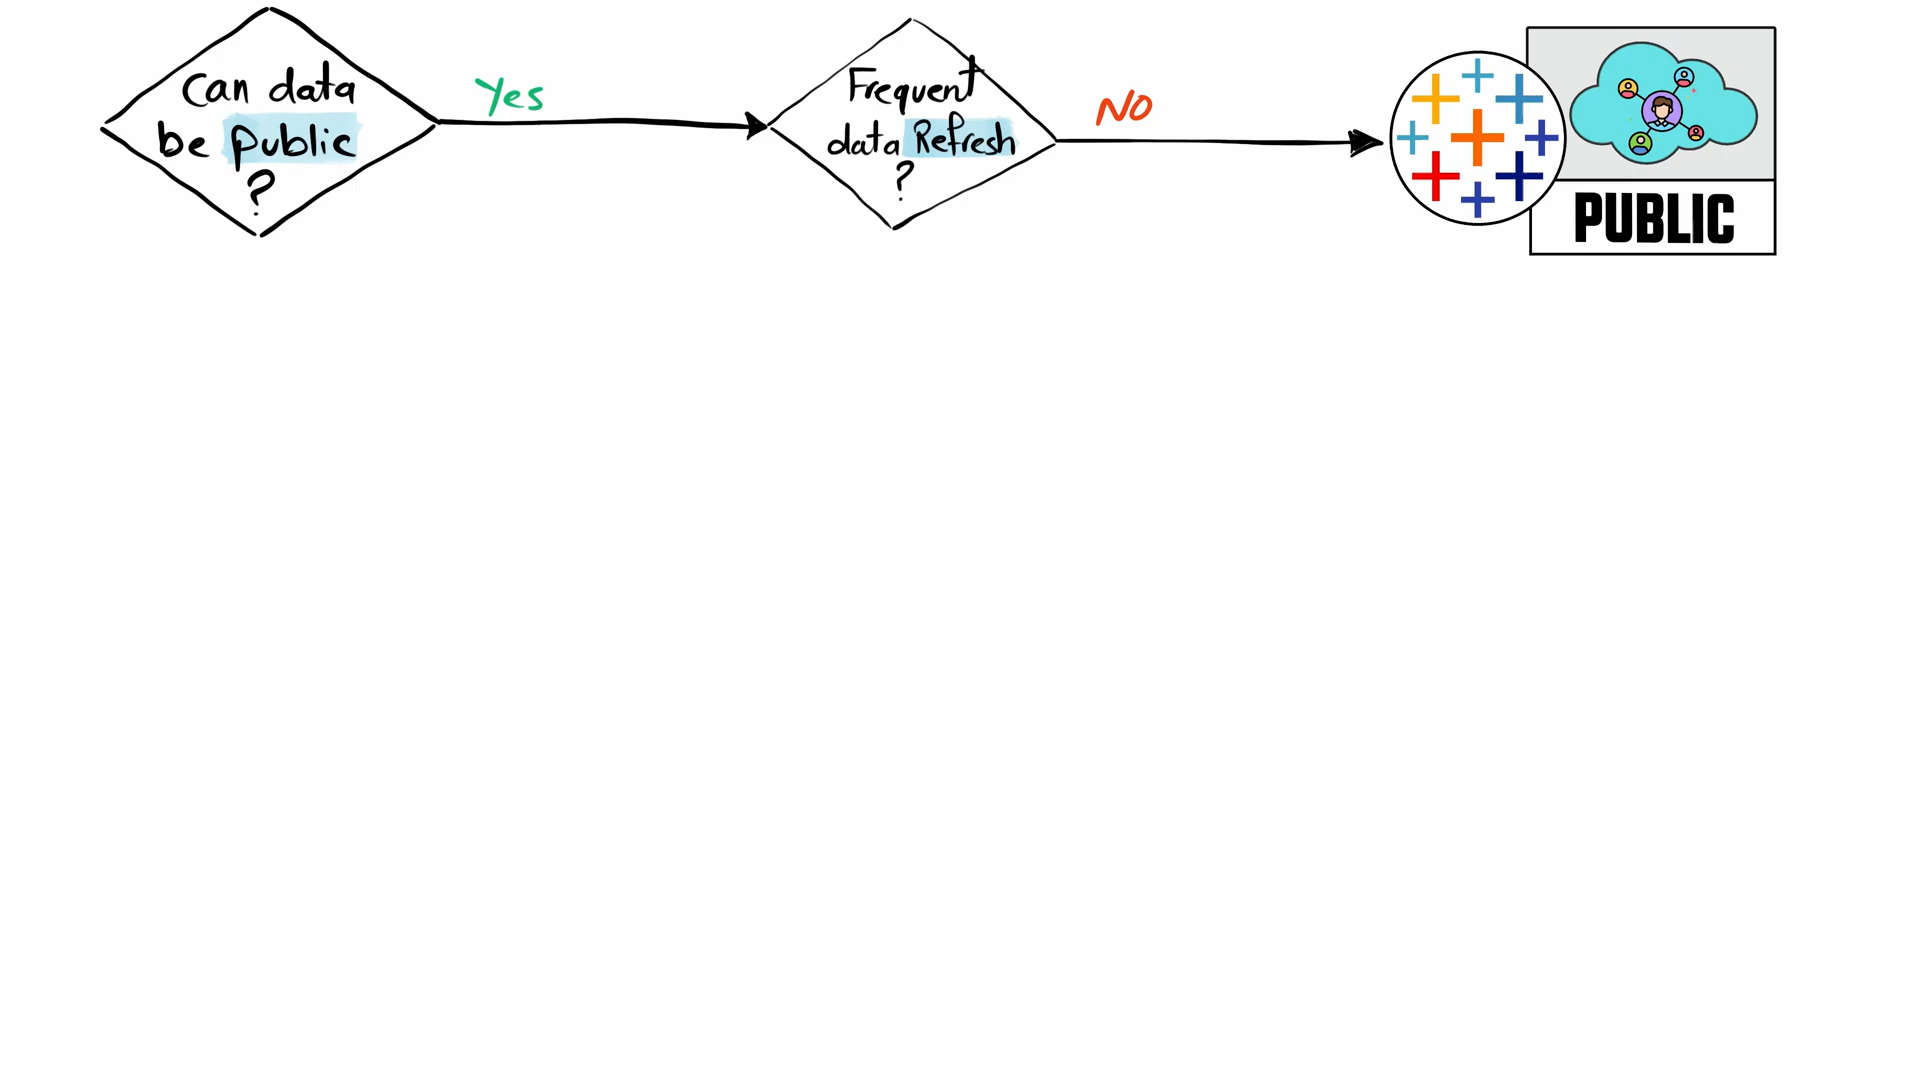 Can data
be Public
?
Yes
Frequent
data Refresh
?
NO
PUBLIC